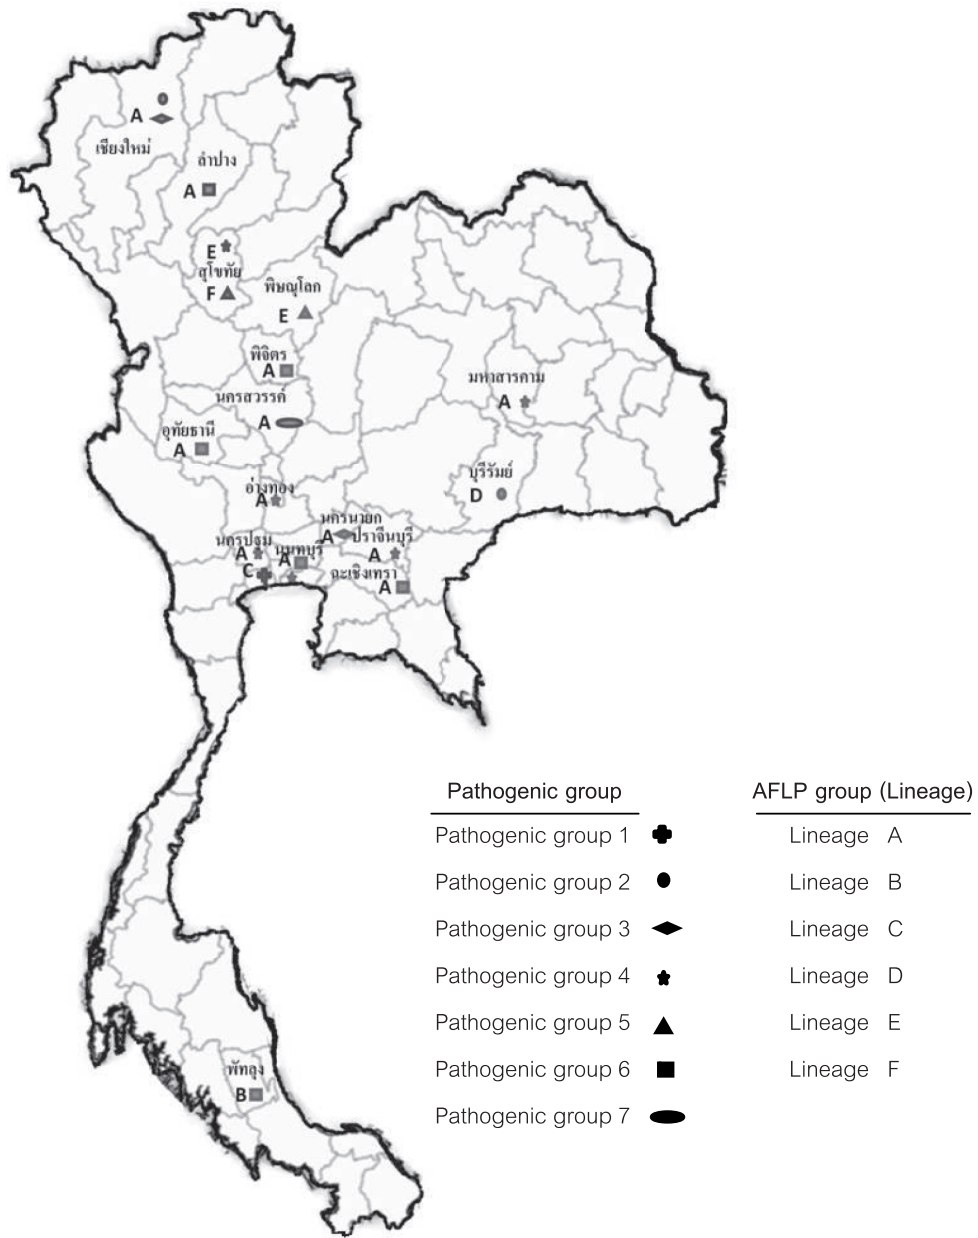 A
เชียงใหม่
ลำปาง
A
E
สุโขทัย
F
พิษณุโลก
E
พิจิตร
A
นครสวรรค์
A
มหาสารคาม
A
อุทัยธานี
A
บุรีรัมย์
D
อ่างทอง
A
นครนายก
A
ปราจีนบุรี
A
นครปฐม
A
นนทบุรี
A
C
ฉะเชิงเทรา
A
Pathogenic group
AFLP group (Lineage)
Pathogenic group 1
Lineage A
Pathogenic group 2
Lineage B
Pathogenic group 3
Lineage C
Pathogenic group 4
Lineage D
Pathogenic group 5
Lineage E
Pathogenic group 6
Lineage F
Pathogenic group 7
พัทลุง
B